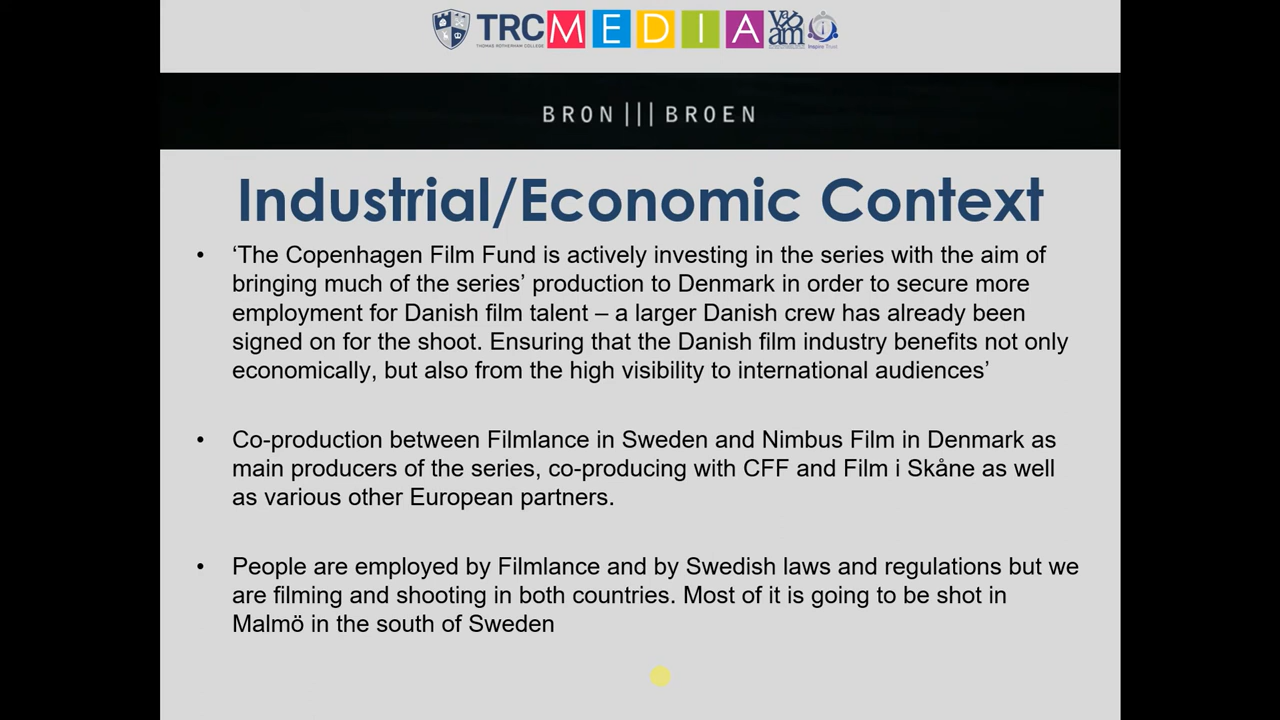 TRC MEDIA
THOMAS ROTHERHAM COLLEGE
Inspire Trust
BRON ||| BROEN
Industrial/Economic Context
• ‘The Copenhagen Film Fund is actively investing in the series with the aim of
bringing much of the series’ production to Denmark in order to secure more
employment for Danish film talent – a larger Danish crew has already been
signed on for the shoot. Ensuring that the Danish film industry benefits not only
economically, but also from the high visibility to international audiences’
• Co-production between Filmlance in Sweden and Nimbus Film in Denmark as
main producers of the series, co-producing with CFF and Film i Skåne as well
as various other European partners.
• People are employed by Filmlance and by Swedish laws and regulations but we
are filming and shooting in both countries. Most of it is going to be shot in
Malmö in the south of Sweden